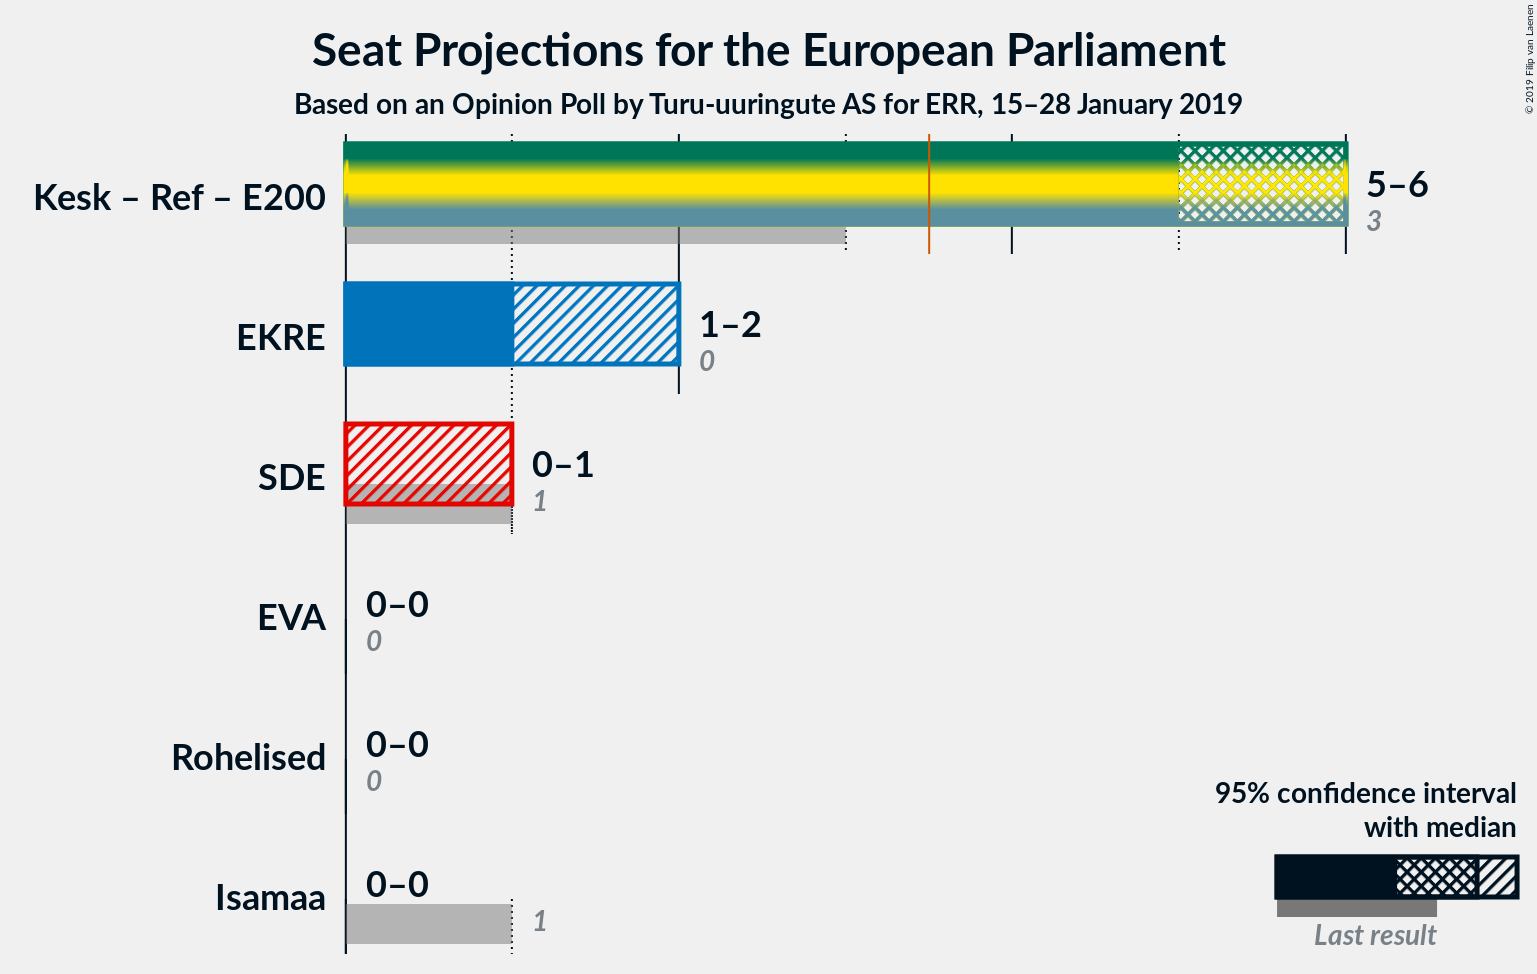 Seat Projections for the European Parliament
Based on an Opinion Poll by Turu-uuringute AS for ERR, 15–28 January 2019
© 2019 Filip van Laenen
Kesk – Ref – E200
5–6
3
EKRE
1–2
0
SDE
0–1
1
EVA
0–0
0
Rohelised
0–0
0
Isamaa
0–0
1
95% confidence interval
with median
Last result